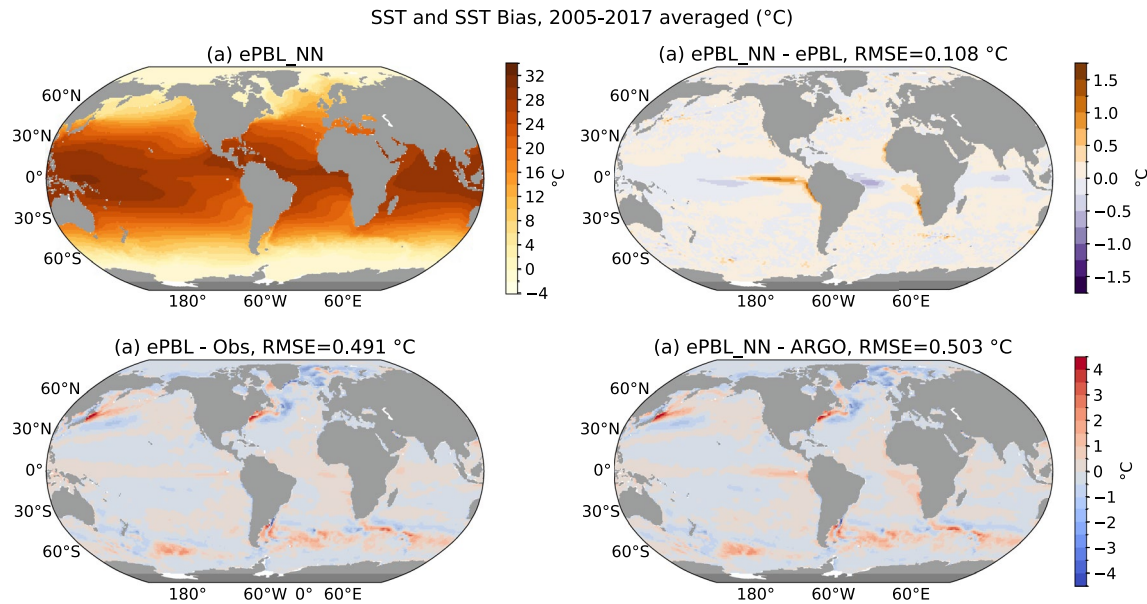 SST and SST Bias, 2005-2017 averaged (°C)
(a) ePBL_NN
60°N
30°N
0°
30°S
60°S
180°
60°W
60°E
32
28
24
20
16
12
8
4
0
−4
°C
(a) ePBL_NN - ePBL, RMSE=0.108 °C
60°N
30°N
0°
30°S
60°S
180°
60°W
60°E
1.5
1.0
0.5
0.0
−0.5
−1.0
−1.5
°C
(a) ePBL - Obs, RMSE=0.491 °C
60°N
30°N
0°
30°S
60°S
180°
60°W
0°
60°E
(a) ePBL_NN - ARGO, RMSE=0.503 °C
60°N
30°N
0°
30°S
60°S
180°
60°W
60°E
4
3
2
1
0
−1
−2
−3
−4
°C